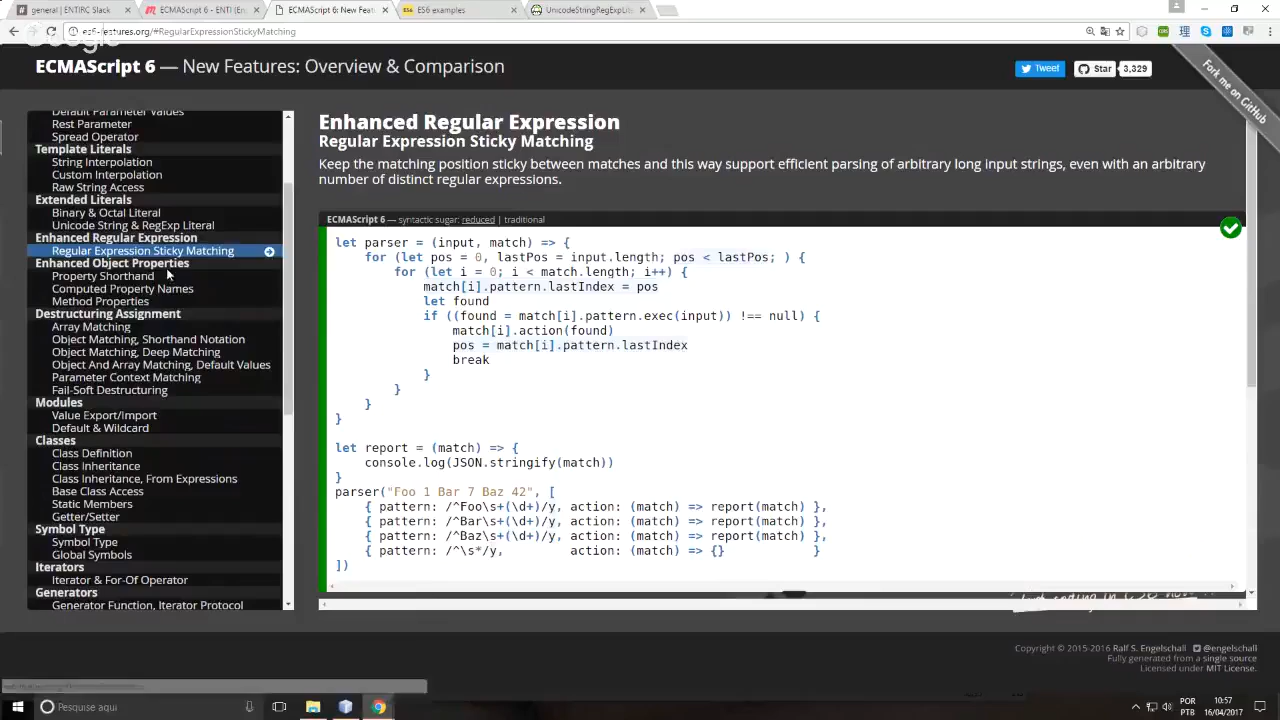 general | ENTIRC Slack
ECMAScript 6 - ENTI (En
ECMAScript 6: New Featu
ES6 examples
UnicodeStringRegExpLite
es6-features.org/#RegularExpressionStickyMatching
ECMAScript 6 — New Features: Overview & Comparison
Tweet
Star
3,329
Fork me on GitHub
Default Parameter Values
Rest Parameter
Spread Operator
Template Literals
String Interpolation
Custom Interpolation
Raw String Access
Extended Literals
Binary & Octal Literal
Unicode String & RegExp Literal
Enhanced Regular Expression
Regular Expression Sticky Matching
Enhanced Object Properties
Property Shorthand
Computed Property Names
Method Properties
Destructuring Assignment
Array Matching
Object Matching, Shorthand Notation
Object Matching, Deep Matching
Object And Array Matching, Default Values
Parameter Context Matching
Fail-Soft Destructuring
Modules
Value Export/Import
Default & Wildcard
Classes
Class Definition
Class Inheritance
Class Inheritance, From Expressions
Base Class Access
Static Members
Getter/Setter
Symbol Type
Symbol Type
Global Symbols
Iterators
Iterator & For-Of Operator
Generators
Generator Function, Iterator Protocol
Enhanced Regular Expression
Regular Expression Sticky Matching
Keep the matching position sticky between matches and this way support efficient parsing of arbitrary long input strings, even with an arbitrary
number of distinct regular expressions.
ECMAScript 6 — syntactic sugar: reduced | traditional
let parser = (input, match) => {
for (let pos = 0, lastPos = input.length; pos < lastPos; ) {
for (let i = 0; i < match.length; i++) {
match[i].pattern.lastIndex = pos
let found
if ((found = match[i].pattern.exec(input)) !== null) {
match[i].action(found)
pos = match[i].pattern.lastIndex
break
}
}
}
}
let report = (match) => {
console.log(JSON.stringify(match))
}
parser("Foo 1 Bar 7 Baz 42", [
{ pattern: /^Foo\s+(\d+)/y, action: (match) => report(match) },
{ pattern: /^Bar\s+(\d+)/y, action: (match) => report(match) },
{ pattern: /^Baz\s+(\d+)/y, action: (match) => report(match) },
{ pattern: /^\s*/y, action: (match) => {} }
])
Copyright © 2015-2016 Ralf S. Engelschall @engelschall
Fully generated from a single source
Licensed under MIT License.
Pesquise aqui
POR
PTB
10:57
16/04/2017